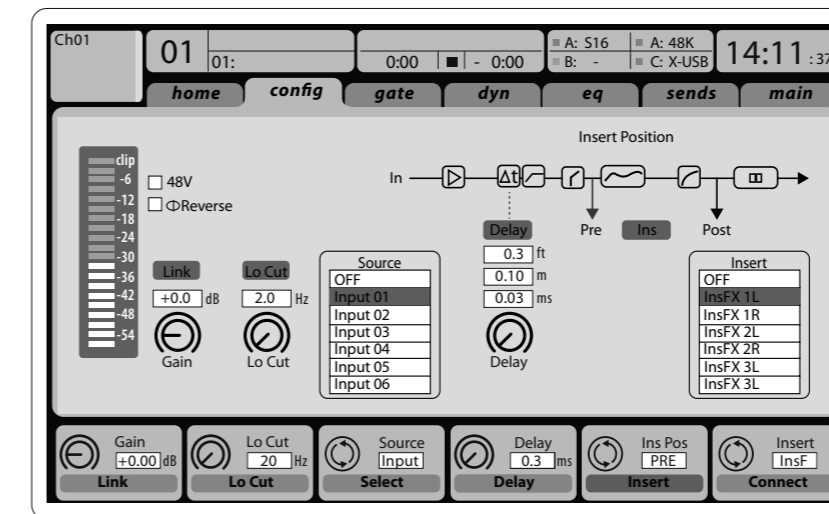 Ch01
01
01:
0:00
- 0:00
A: S16
B: -
A: 48K
C: X-USB
14:11 :37
home config gate dyn eq sends main
Insert Position
clip
-6
-12
-18
-24
-30
-36
-42
-48
-54
48V
ΦReverse
In
Δt
Delay
Pre
Ins
Post
0.3 ft
0.10 m
0.03 ms
Delay
Link
+0.0 dB
Gain
Lo Cut
2.0 Hz
Lo Cut
Source
OFF
Input 01
Input 02
Input 03
Input 04
Input 05
Input 06
Insert
OFF
InsFX 1L
InsFX 1R
InsFX 2L
InsFX 2R
InsFX 3L
InsFX 3L
Gain
+0.00 dB
Link
Lo Cut
20 Hz
Lo Cut
Source
Input
Select
Delay
0.3 ms
Delay
Ins Pos
PRE
Insert
Insert
InsF
Connect